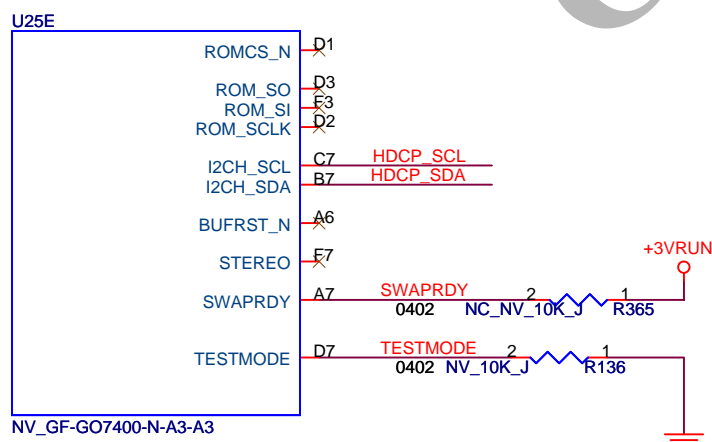 U25E
ROMCS_N D1
ROM_SO D3
ROM_SI F3
ROM_SCLK D2
I2CH_SCL C7 HDCP_SCL
I2CH_SDA B7 HDCP_SDA
BUFRST_N A6
STEREO F7
+3VRUN
SWAPRDY A7 SWAPRDY 2 1
0402 NC_NV_10K_J R365
TESTMODE D7 TESTMODE 2 1
0402 NV_10K_J R136
NV_GF-GO7400-N-A3-A3